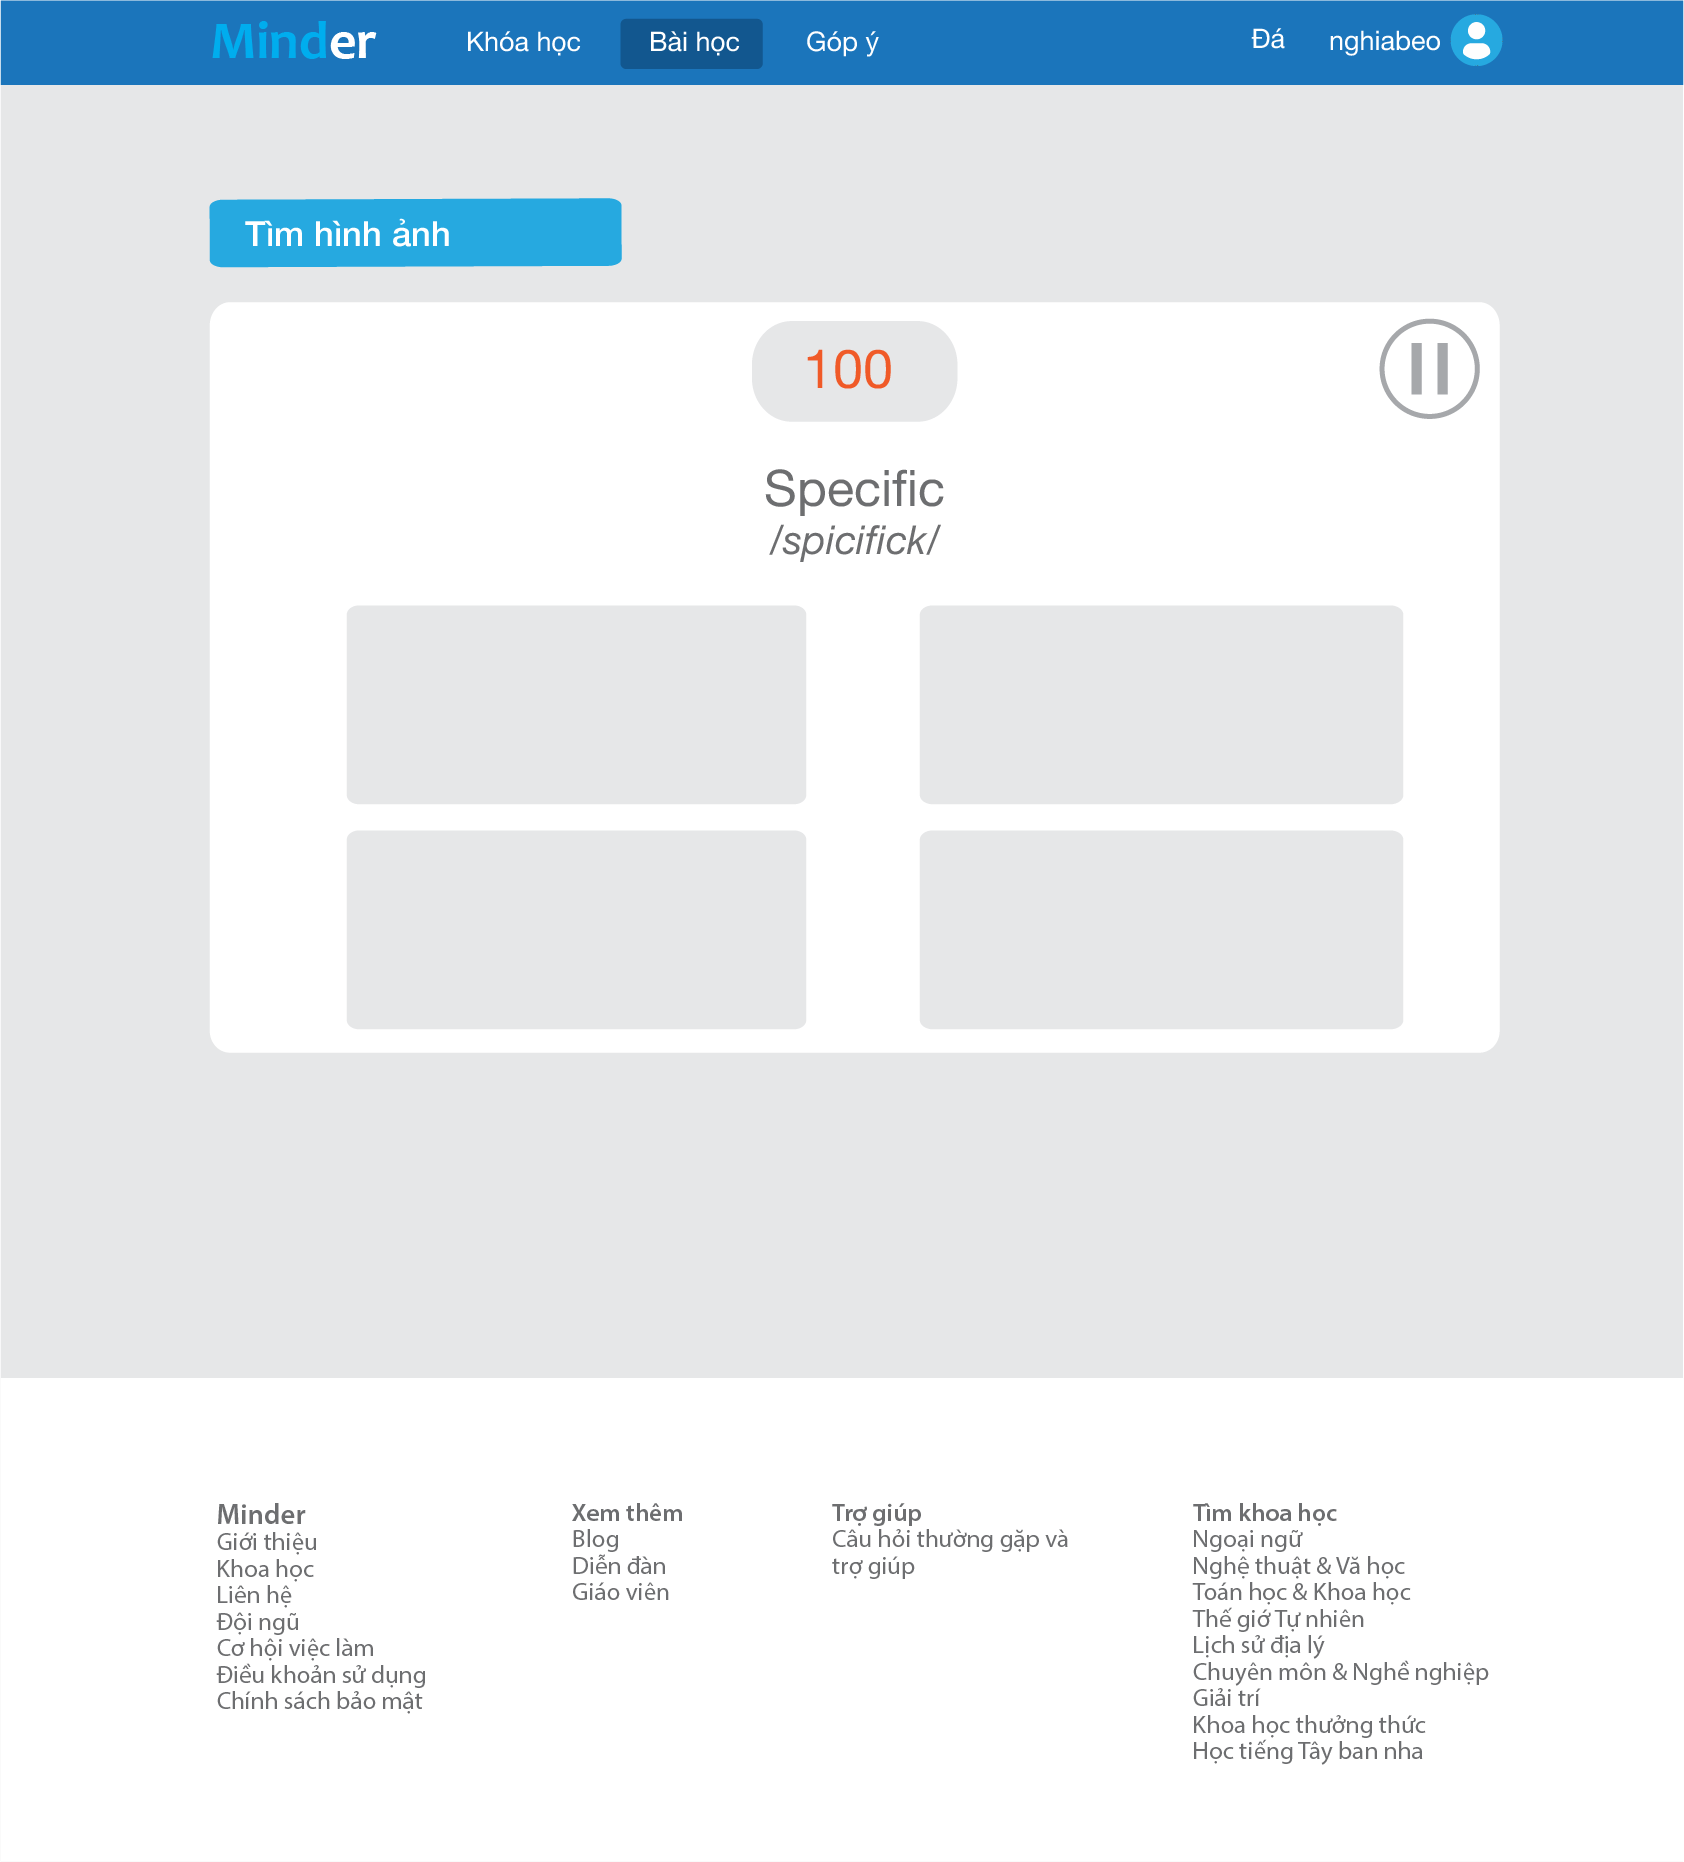 Minder
Khóa học
Bài học
Góp ý
Đá
nghiabeo
Tìm hình ảnh
100
Specific
/spicifick/
Minder
Giới thiệu
Khoa học
Liên hệ
Đội ngũ
Cơ hội việc làm
Điều khoản sử dụng
Chính sách bảo mật
Xem thêm
Blog
Diễn đàn
Giáo viên
Trợ giúp
Câu hỏi thường gặp và
trợ giúp
Tìm khoa học
Ngoại ngữ
Nghệ thuật & Vă học
Toán học & Khoa học
Thế giớ Tự nhiên
Lịch sử địa lý
Chuyên môn & Nghề nghiệp
Giải trí
Khoa học thưởng thức
Học tiếng Tây ban nha